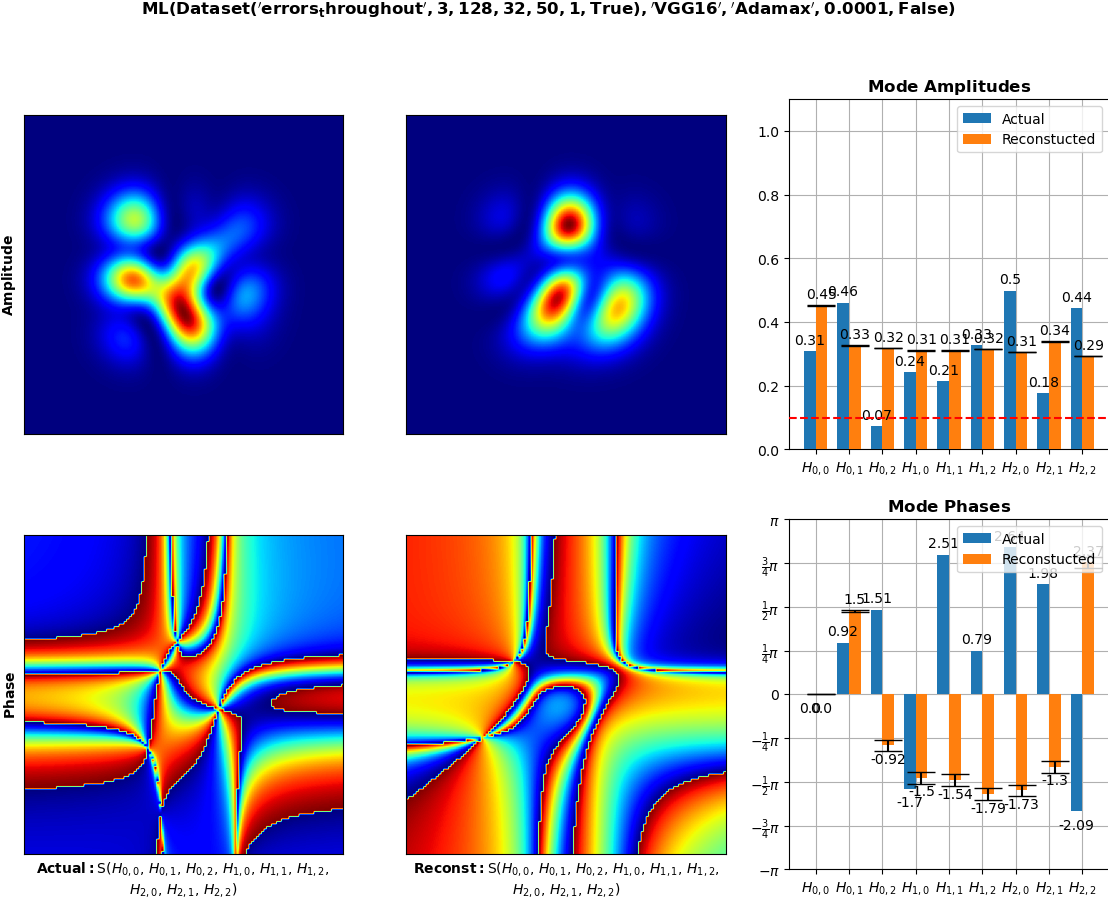 ML(Dataset('errors_throughout', 3, 128, 32, 50, 1, True), 'VGG16', 'Adamax', 0.0001, False)
Amplitude
Mode Amplitudes
Actual
Reconstucted
1.0
0.8
0.6
0.4
0.2
0.0
0.31
0.45
0.46
0.33
0.07
0.32
0.24
0.31
0.21
0.31
0.33
0.32
0.5
0.31
0.18
0.34
0.44
0.29
H0,0 H0,1 H0,2 H1,0 H1,1 H1,2 H2,0 H2,1 H2,2
Phase
Mode Phases
Actual
Reconstucted
π
3/4π
1/2π
1/4π
0
−1/4π
−1/2π
−3/4π
−π
0.0
0.0
0.92
1.5
1.51
-0.92
-1.7
-1.5
2.51
-1.54
0.79
-1.79
-1.73
1.98
-1.3
-2.09
2.37
H0,0 H0,1 H0,2 H1,0 H1,1 H1,2 H2,0 H2,1 H2,2
Actual: S(H0,0, H0,1, H0,2, H1,0, H1,1, H1,2,
H2,0, H2,1, H2,2)
Reconst: S(H0,0, H0,1, H0,2, H1,0, H1,1, H1,2,
H2,0, H2,1, H2,2)